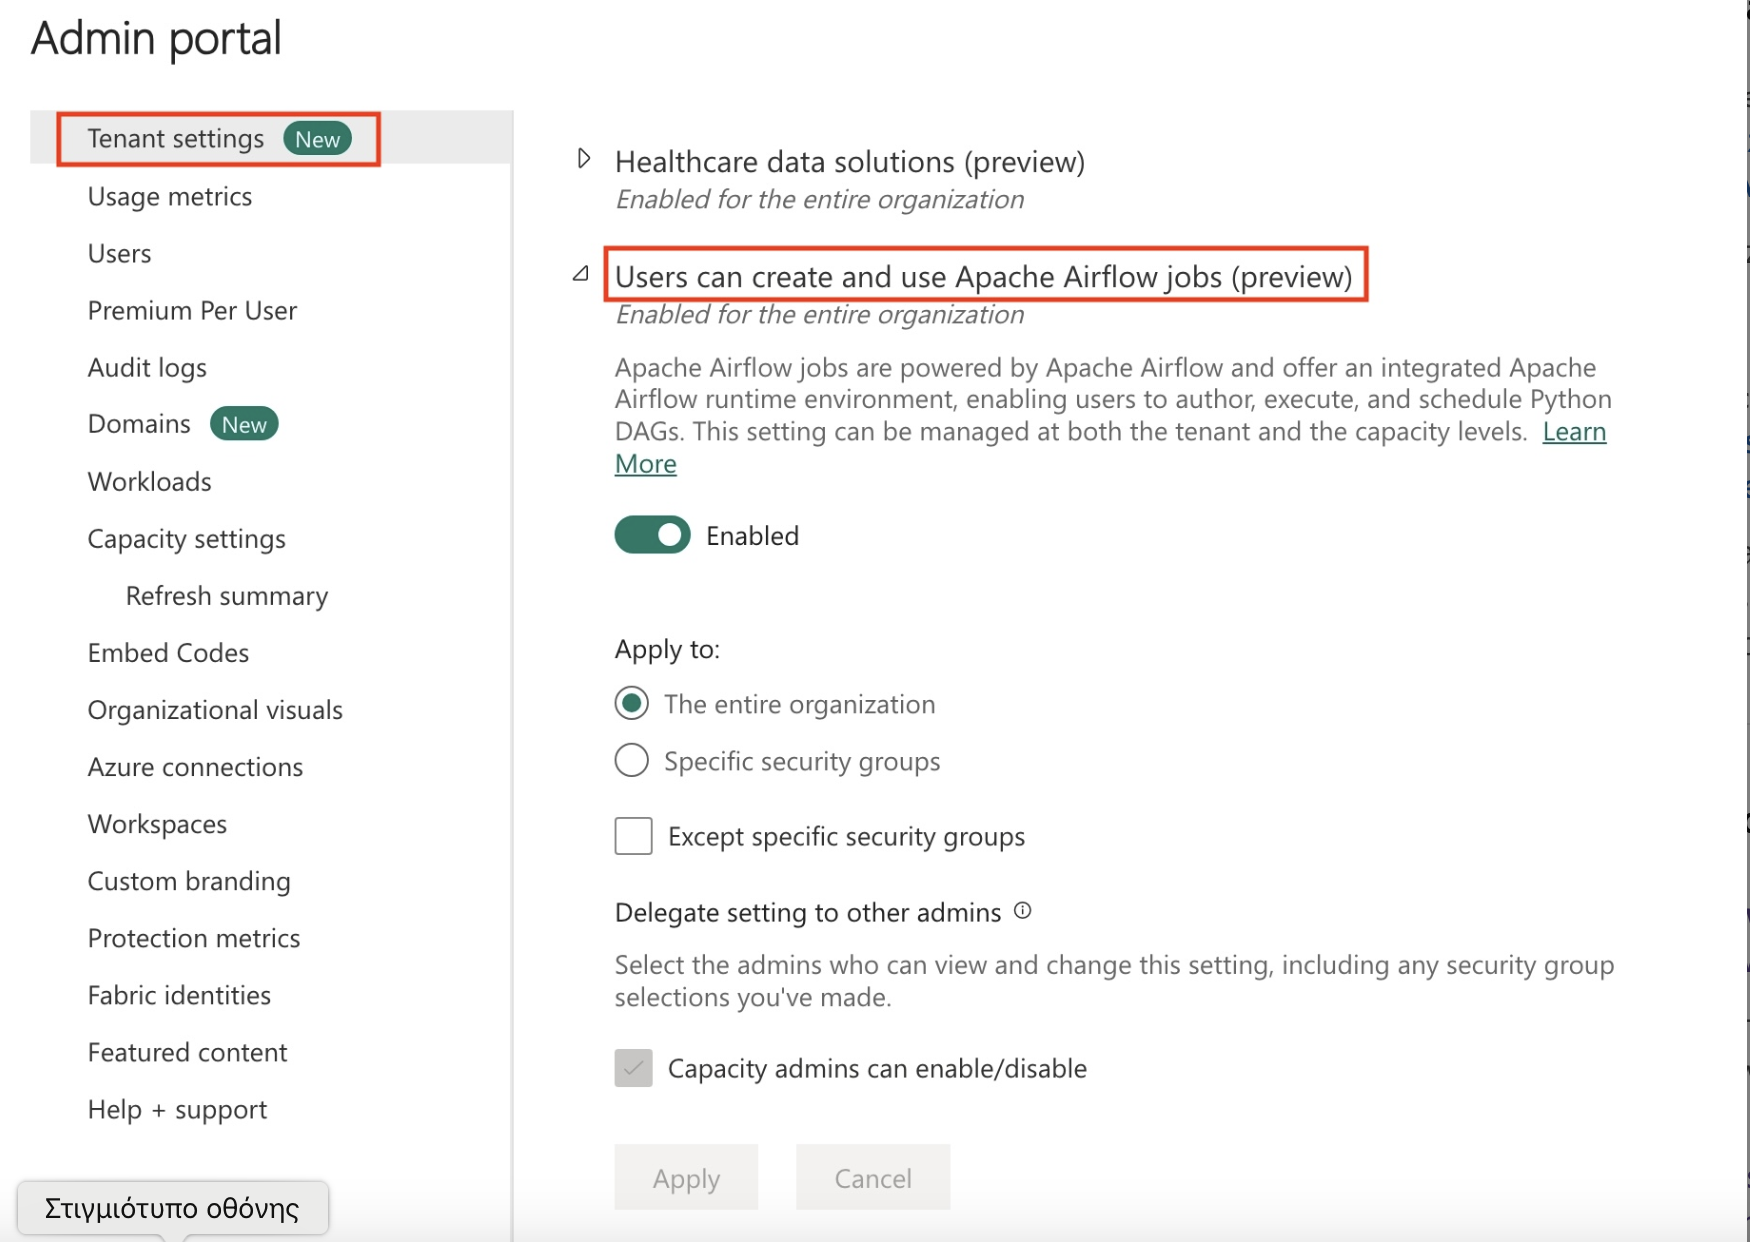 Admin portal
Tenant settings New
Usage metrics
Users
Premium Per User
Audit logs
Domains New
Workloads
Capacity settings
Refresh summary
Embed Codes
Organizational visuals
Azure connections
Workspaces
Custom branding
Protection metrics
Fabric identities
Featured content
Help + support
Healthcare data solutions (preview)
Enabled for the entire organization
Users can create and use Apache Airflow jobs (preview)
Enabled for the entire organization
Apache Airflow jobs are powered by Apache Airflow and offer an integrated Apache
Airflow runtime environment, enabling users to author, execute, and schedule Python
DAGs. This setting can be managed at both the tenant and the capacity levels. Learn
More
Enabled
Apply to:
The entire organization
Specific security groups
Except specific security groups
Delegate setting to other admins
Select the admins who can view and change this setting, including any security group
selections you've made.
Capacity admins can enable/disable
Apply Cancel
Στιγμιότυπο οθόνης